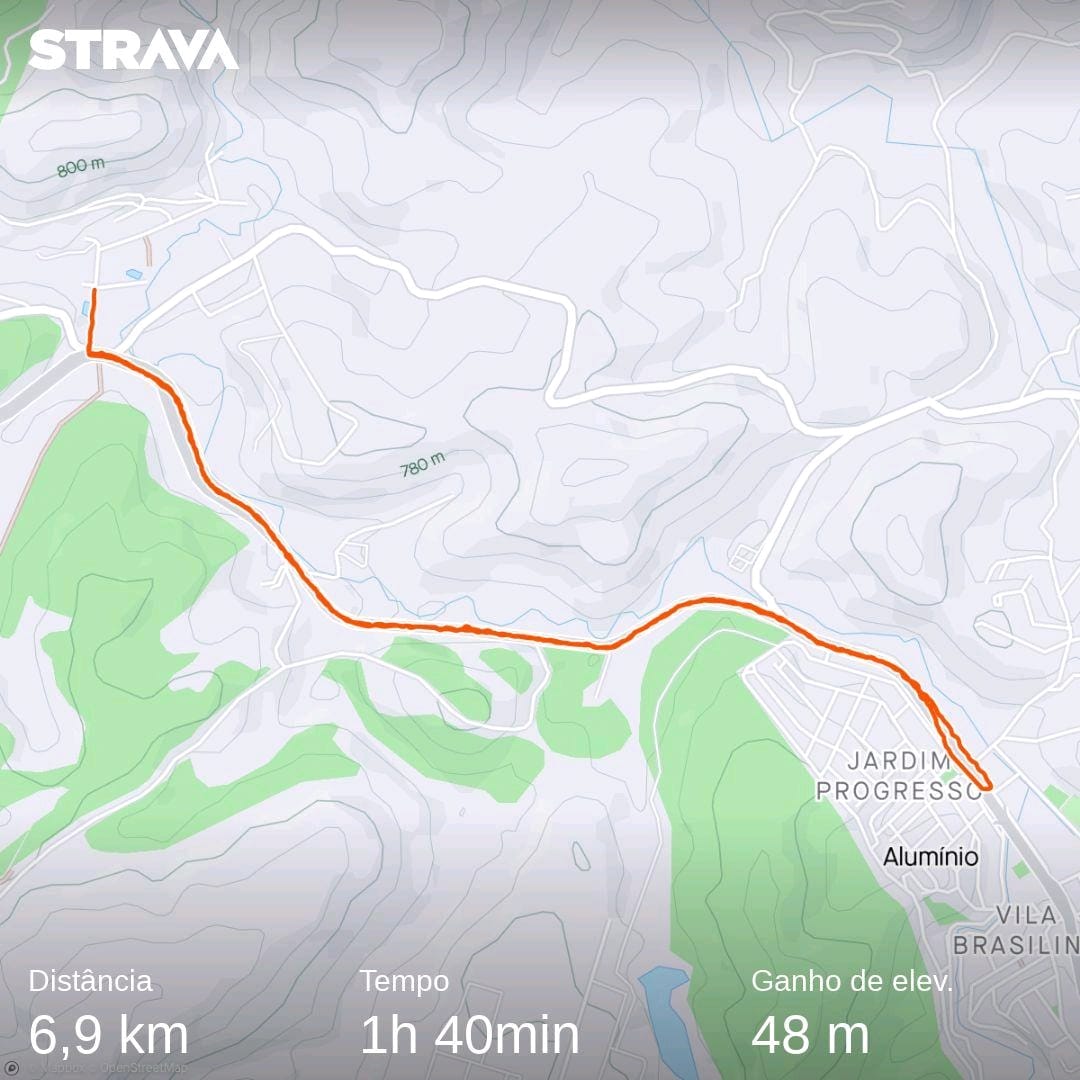 STRAVA
800 m
780 m
JARDIM
PROGRESSO
Alumínio
VILA
BRASILIN
Distância
Tempo
Ganho de elev.
6,9 km
1h 40min
48 m
© Mapbox © OpenStreetMap